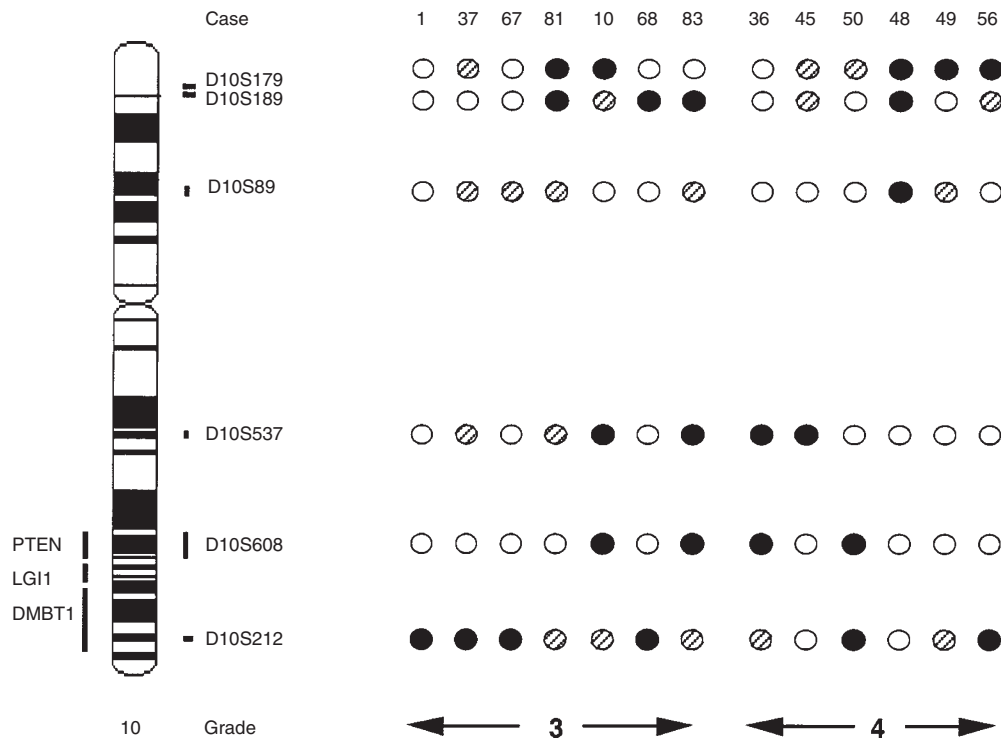 Case 1 37 67 81 10 68 83 36 45 50 48 49 56
D10S179
D10S189
D10S89
D10S537
PTEN D10S608
LGI1
DMBT1
D10S212
10 Grade 3 4